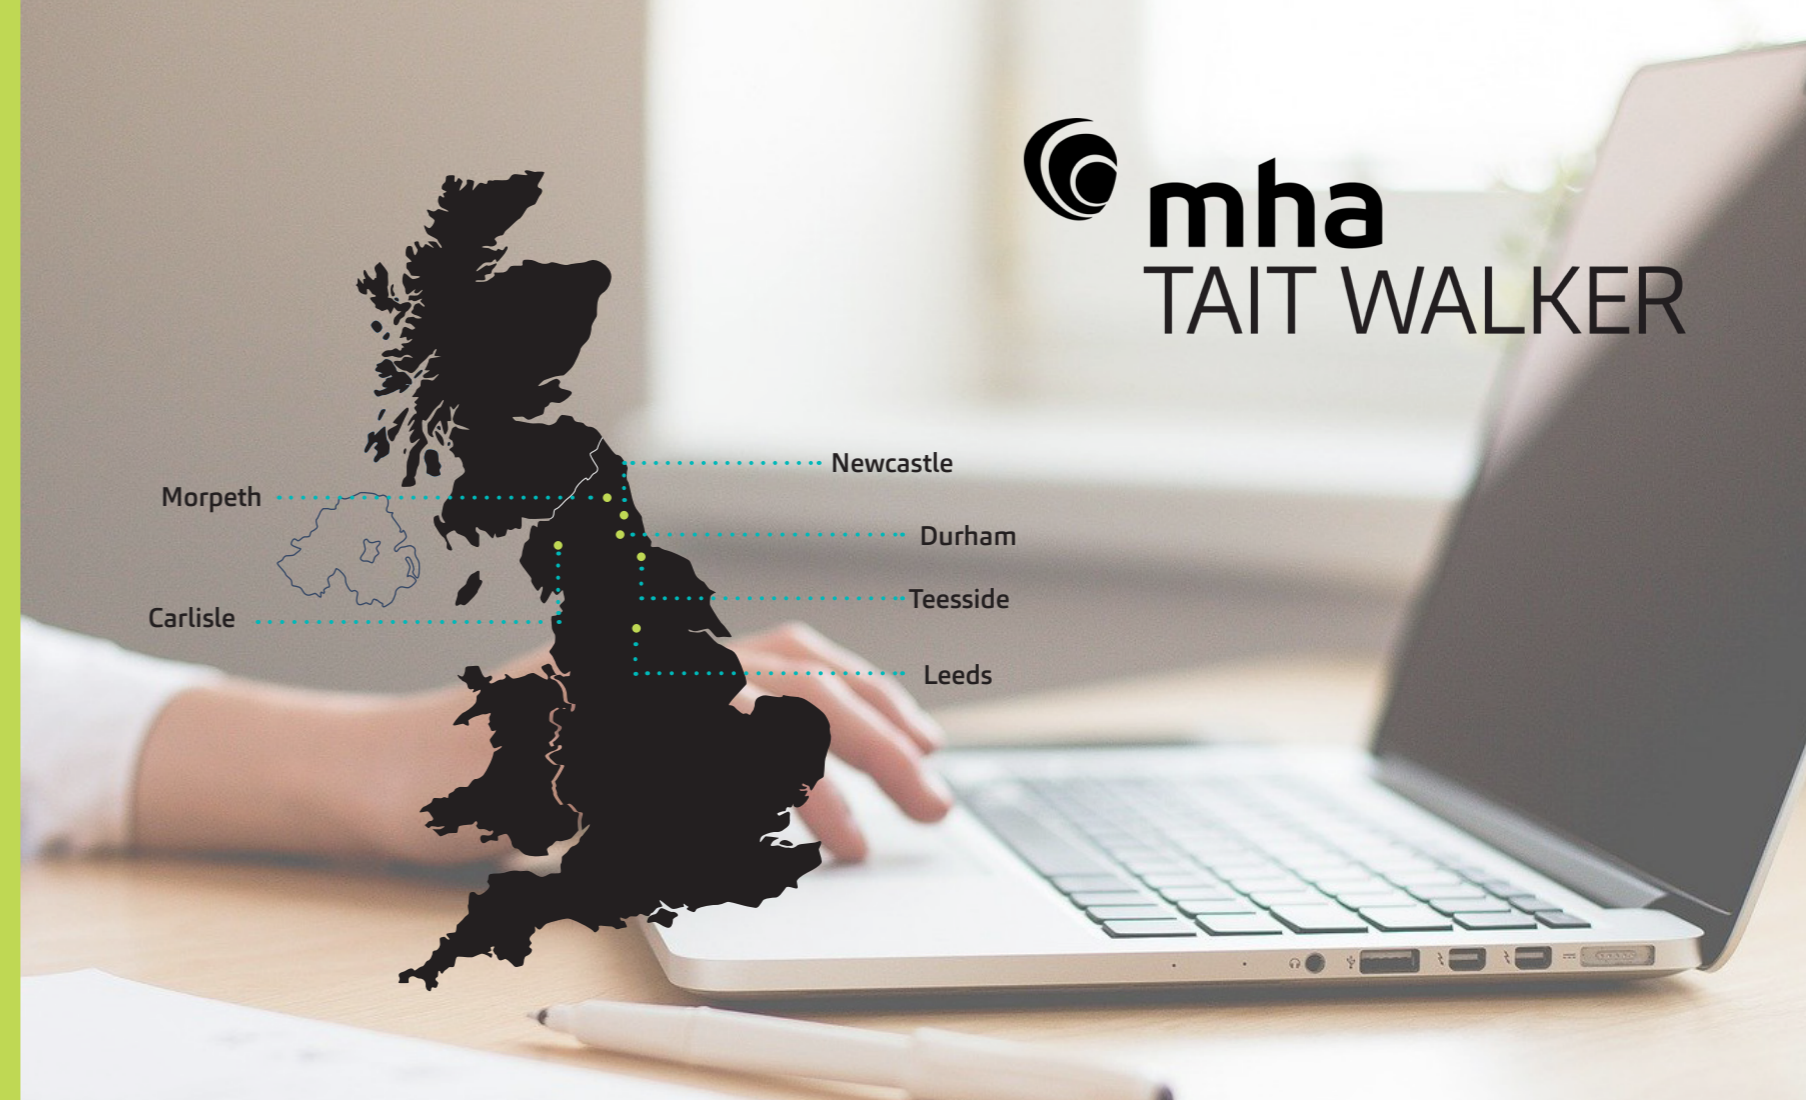 mha
TAIT WALKER
Newcastle
Morpeth
Durham
Teesside
Carlisle
Leeds